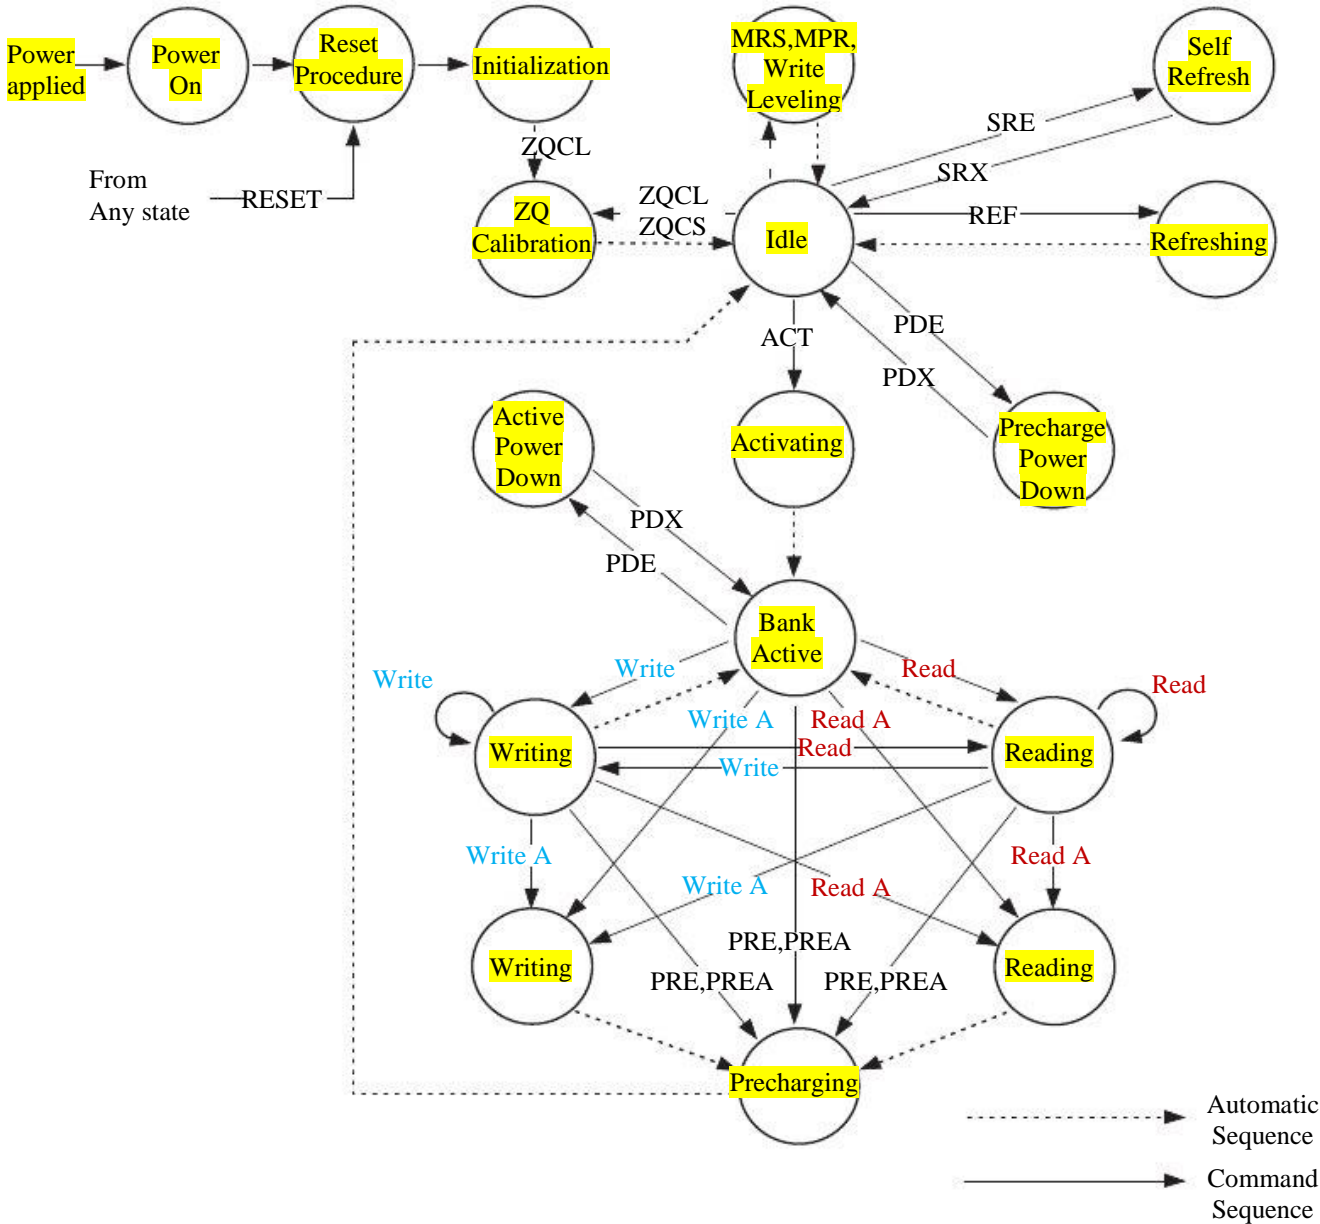 Power
applied
Power
On
Reset
Procedure
Initialization
MRS,MPR,
Write
Leveling
Self
Refresh
SRE
SRX
ZQCL
From
Any state
RESET
ZQ
Calibration
ZQCL
ZQCS
Idle
REF
Refreshing
ACT
PDE
PDX
Active
Power
Down
Activating
Precharge
Power
Down
PDX
PDE
Bank
Active
Write
Write
Read
Read
Write A
Read A
Writing
Read
Write
Reading
Write A
Write A
Read A
Read A
Writing
PRE,PREA
PRE,PREA
PRE,PREA
Reading
Precharging
Automatic
Sequence
Command
Sequence